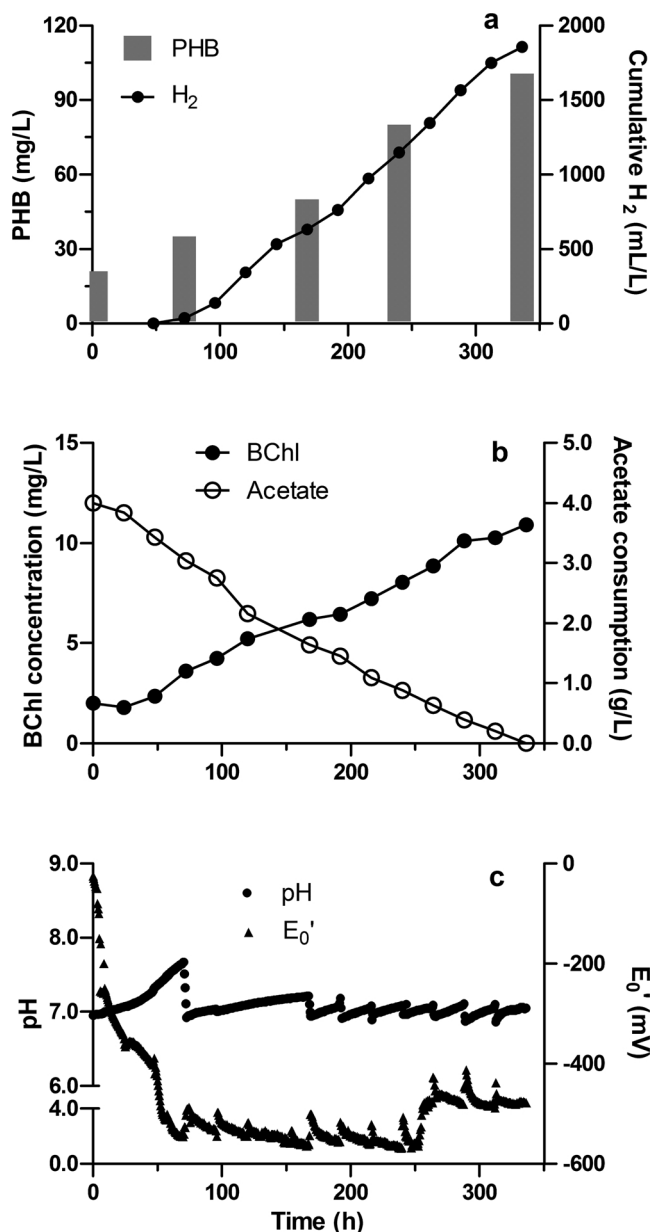 a
PHB
H2
PHB (mg/L)
120
90
60
30
0
Cumulative H2 (mL/L)
2000
1500
1000
500
0
0 100 200 300
b
BChl
Acetate
BChl concentration (mg/L)
15
10
5
0
Acetate consumption (g/L)
5.0
4.0
3.0
2.0
1.0
0.0
0 100 200 300
c
pH
E0'
pH
9.0
8.0
7.0
6.0
4.0
0.0
E0' (mV)
0
-200
-400
-600
0 100 200 300
Time (h)